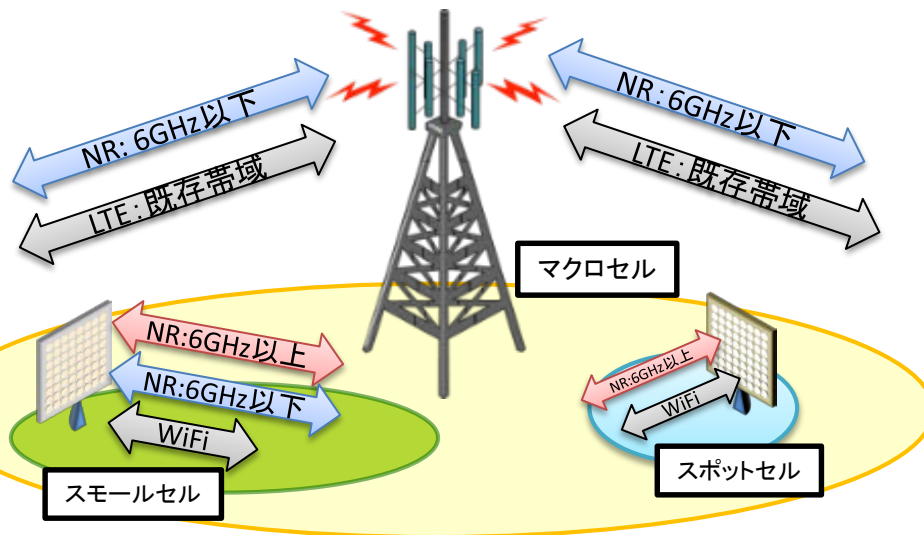 NR: 6GHz以下
LTE:既存帯域
NR: 6GHz以下
LTE:既存帯域
マクロセル
NR:6GHz以上
NR:6GHz以下
WiFi
スモールセル
NR:6GHz以上
WiFi
スポットセル